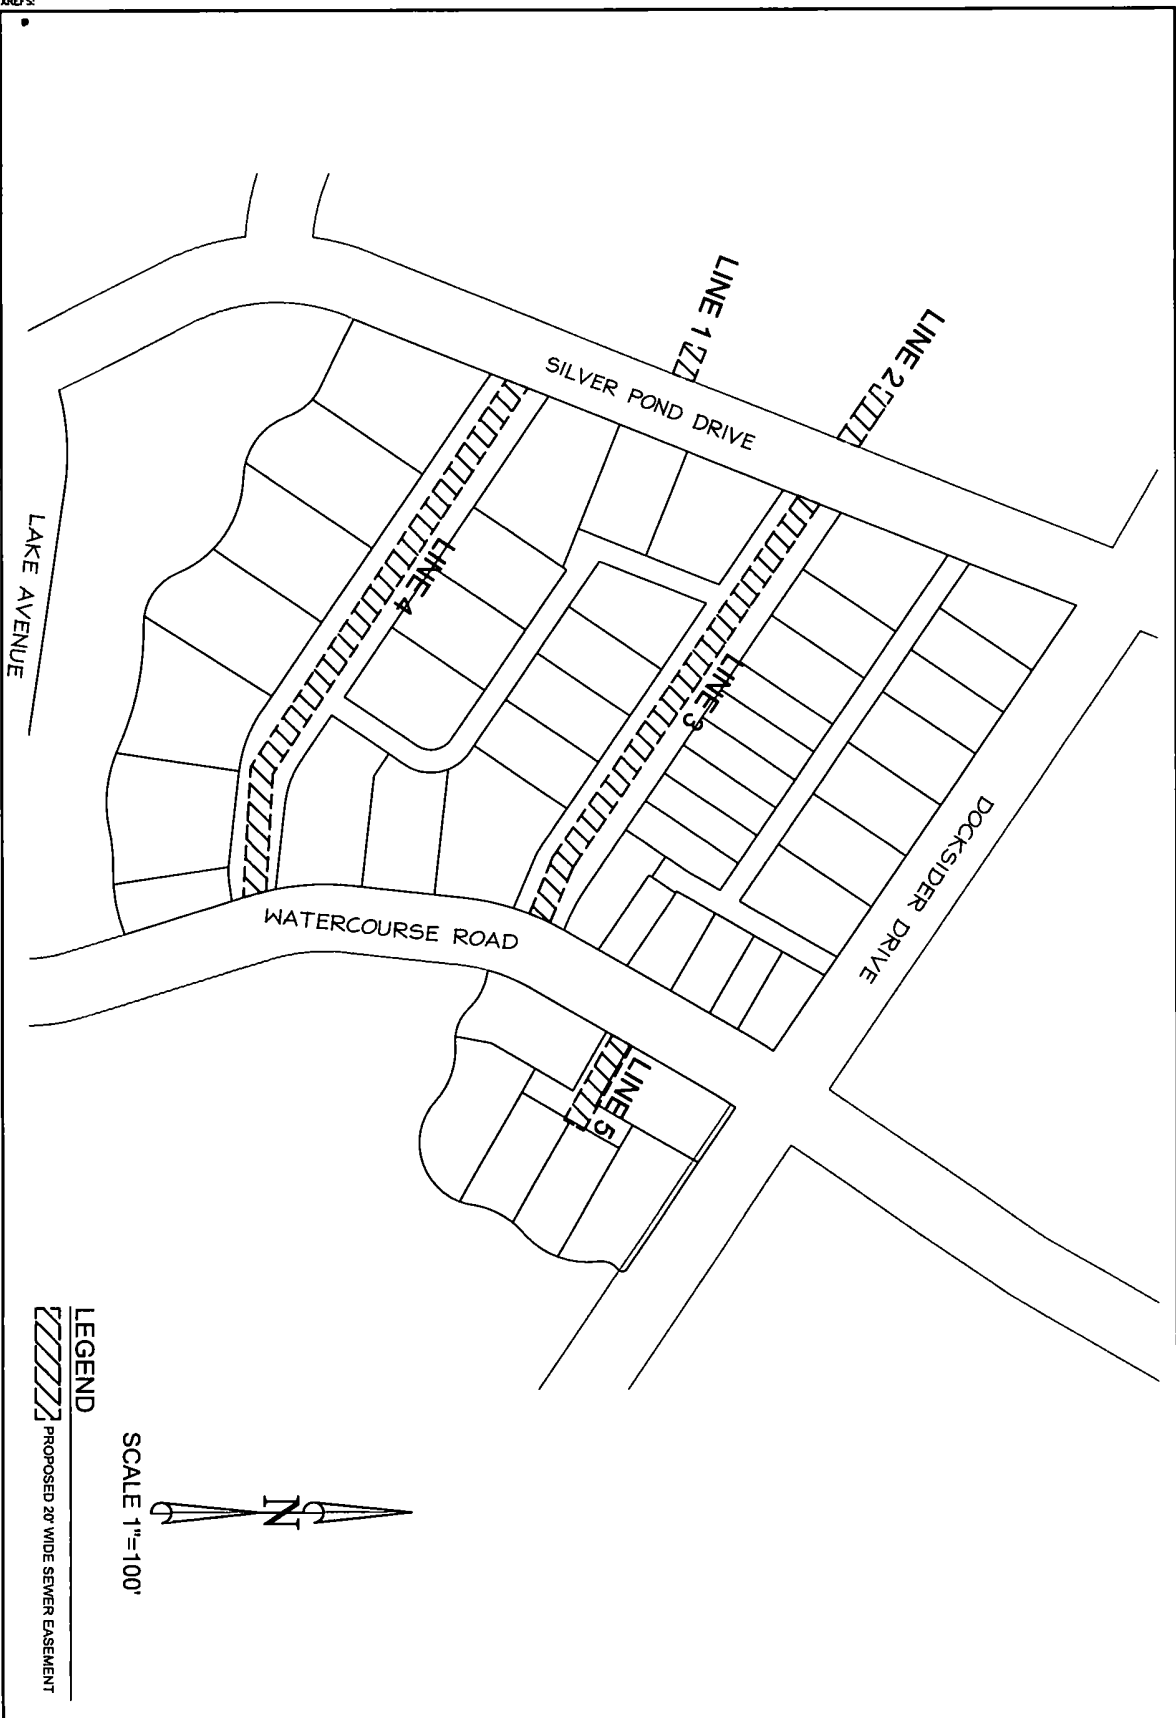 XREFS:
LINE 1
LINE 2
SILVER POND DRIVE
LINE 4
LINE 3
LAKE AVENUE
DOCKSIDER DRIVE
WATERCOURSE ROAD
LINE 5
LEGEND
PROPOSED 20' WIDE SEWER EASEMENT
N
SCALE 1"=100'